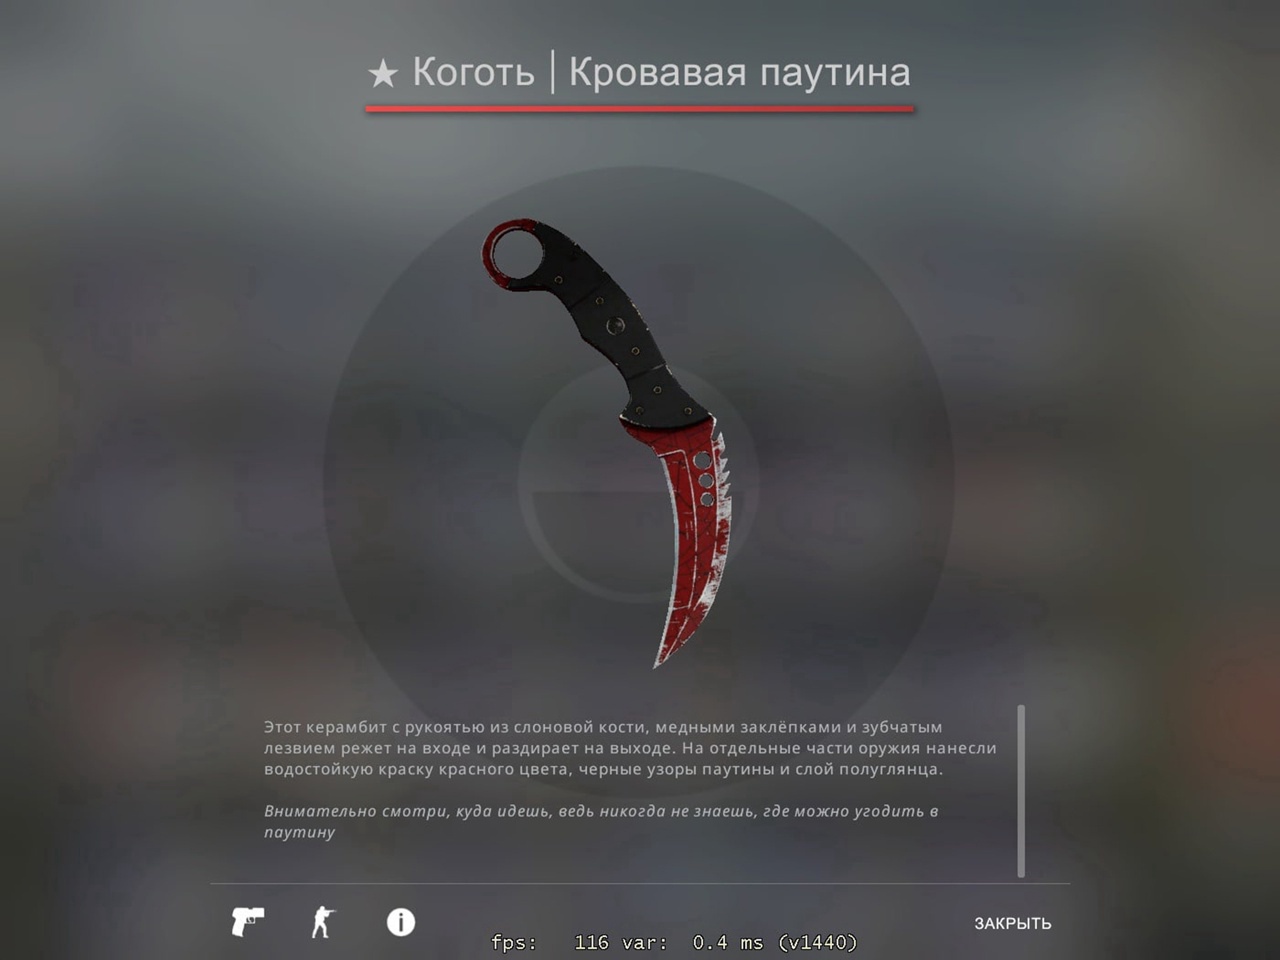 ★ Коготь | Кровавая паутина
Этот керамбит с рукоятью из слоновой кости, медными заклёпками и зубчатым
лезвием режет на входе и раздирает на выходе. На отдельные части оружия нанесли
водостойкую краску красного цвета, черные узоры паутины и слой полуглянца.
Внимательно смотри, куда идешь, ведь никогда не знаешь, где можно угодить в
паутину
ЗАКРЫТЬ
fps: 116 var: 0.4 ms (v1440)